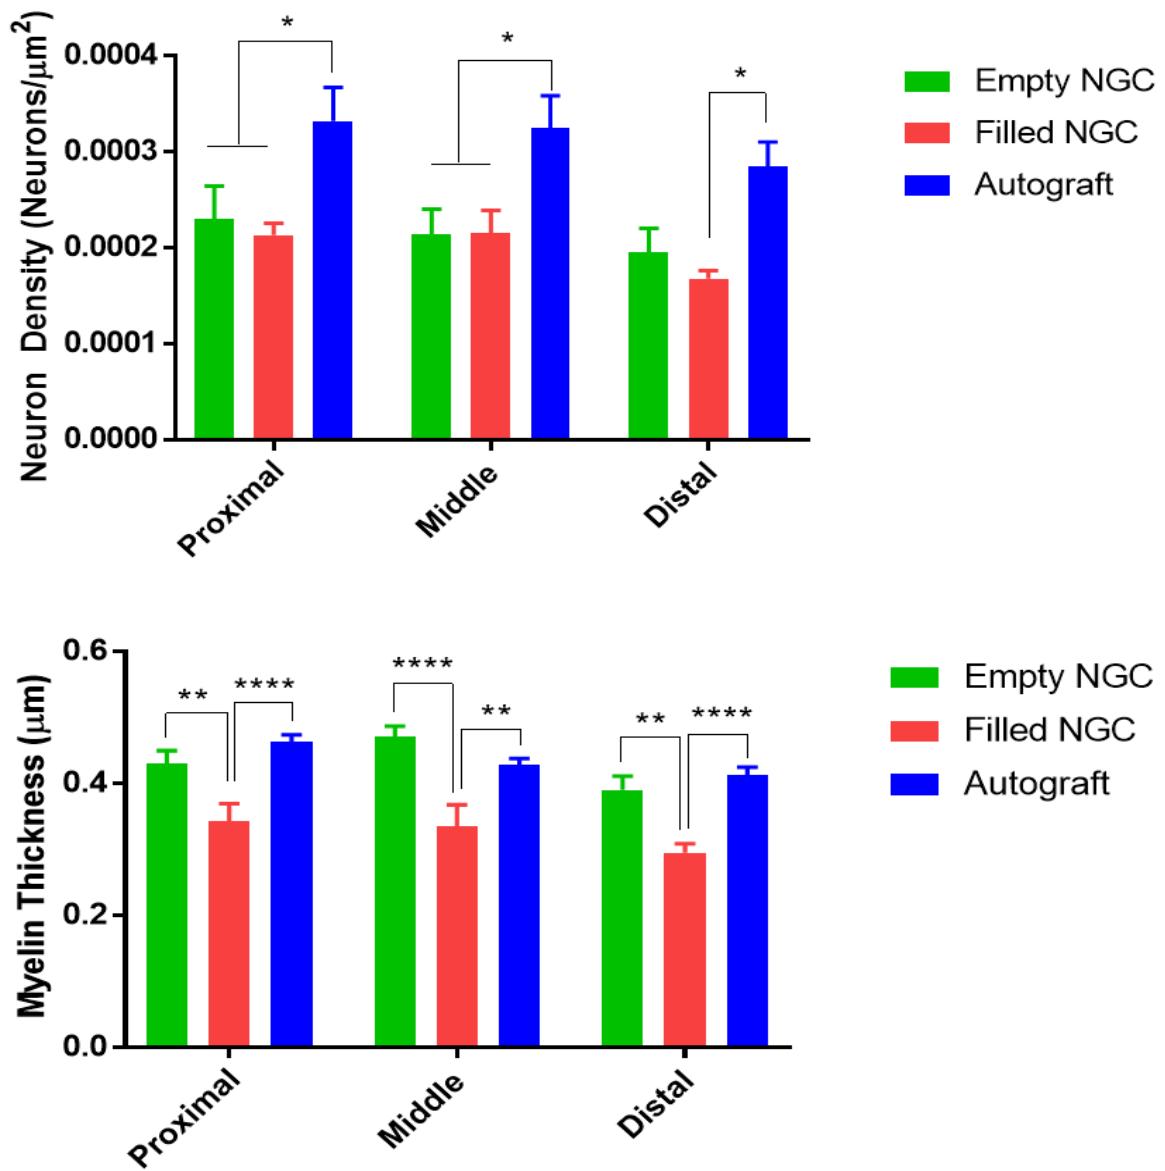 Neuron Density (Neurons/μm²)
0.0004
0.0003
0.0002
0.0001
0.0000
*
*
*
Proximal
Middle
Distal
Empty NGC
Filled NGC
Autograft
Myelin Thickness (μm)
0.6
0.4
0.2
0.0
** ****
**** **
** ****
Proximal
Middle
Distal
Empty NGC
Filled NGC
Autograft